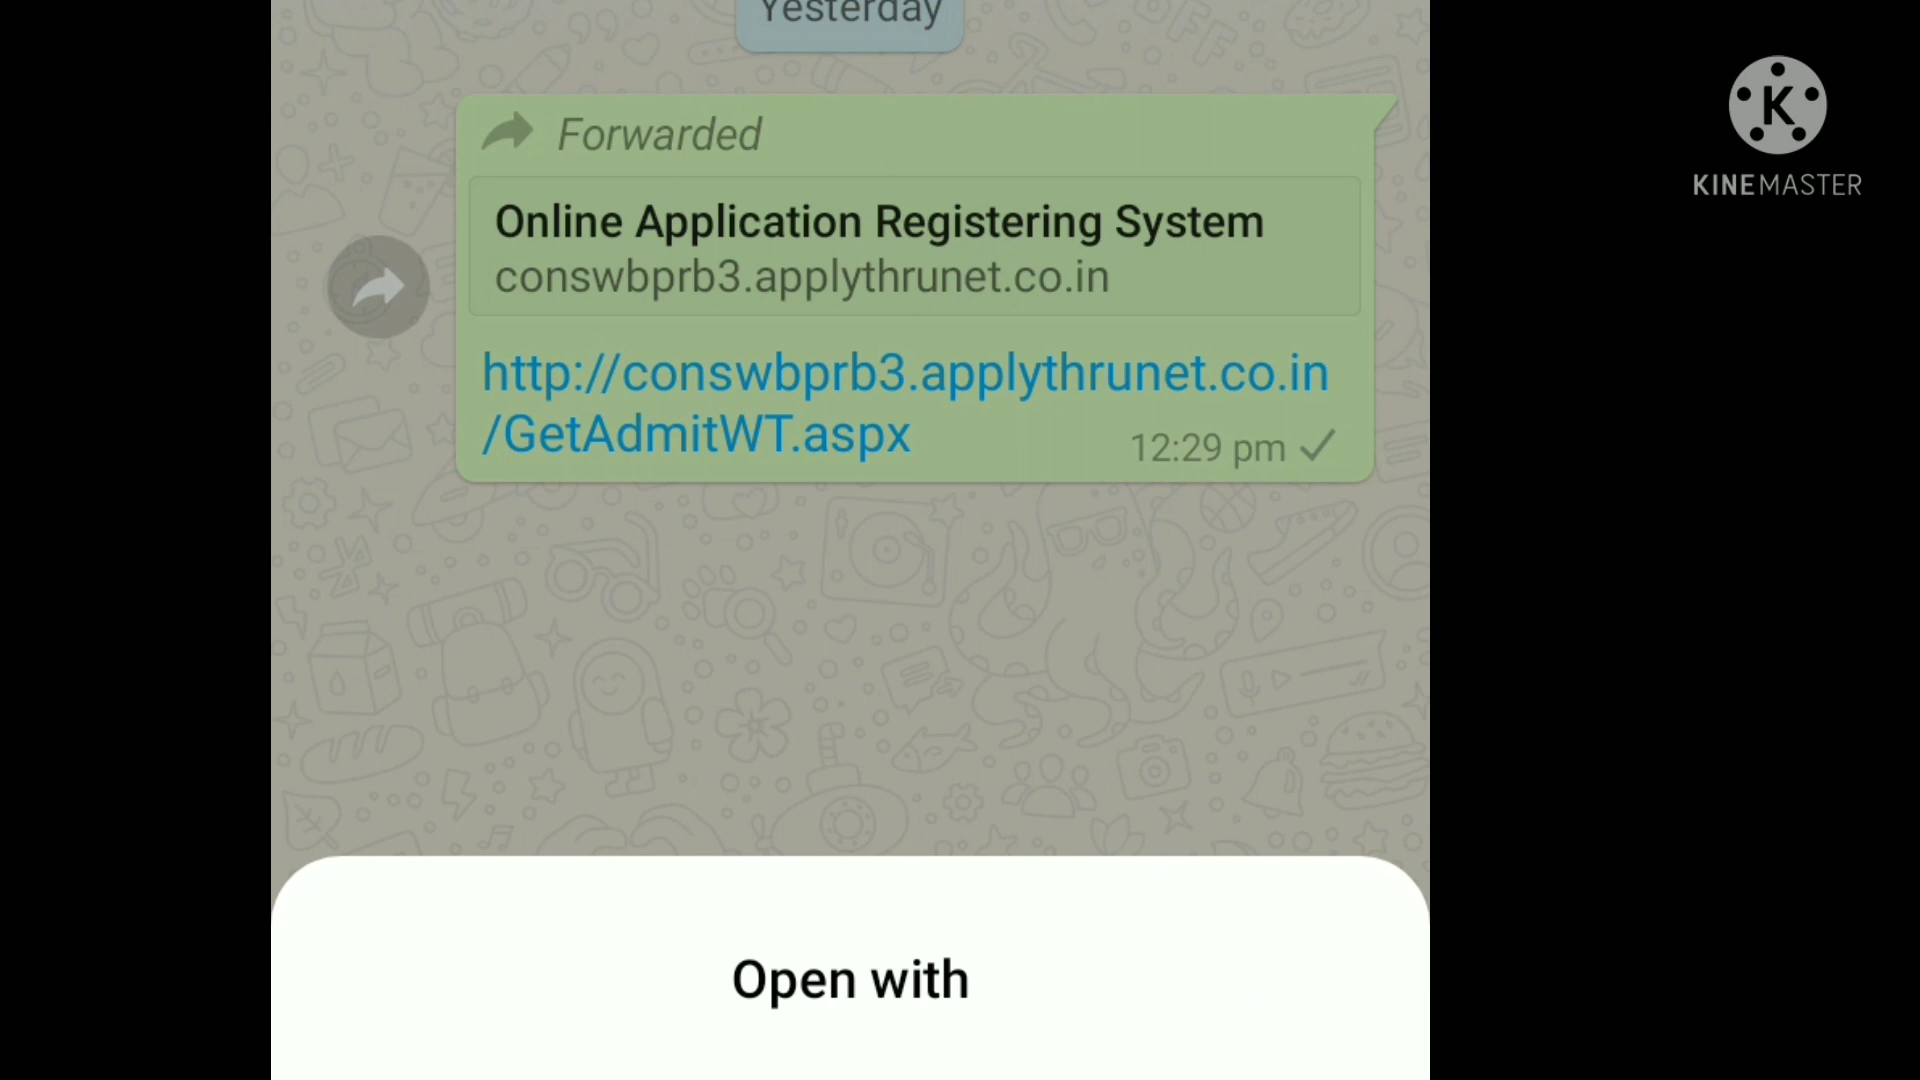 Yesterday
Forwarded
Online Application Registering System
conswbprb3.applythrunet.co.in
http://conswbprb3.applythrunet.co.in
/GetAdmitWT.aspx
12:29 pm
K
KINEMASTER
Open with